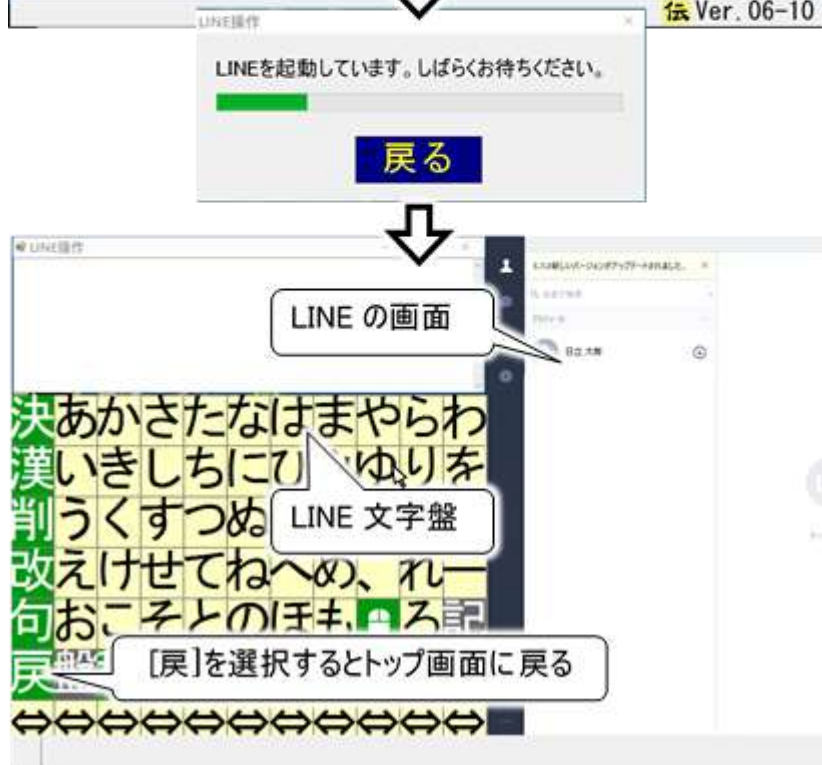 伝 Ver. 06-10
LINE操作
LINEを起動しています。しばらくお待ちください。
戻る
LINE操作
LINE の画面
日立 太郎
決あかさたなはまやらわ
漢いきしちにひゆりを
削うくすつぬ
LINE 文字盤
改えけせてねへめ、れー
句おこそとのほもろ記
戻
[戻]を選択するとトップ画面に戻る
⇔⇔⇔⇔⇔⇔⇔⇔⇔⇔⇔